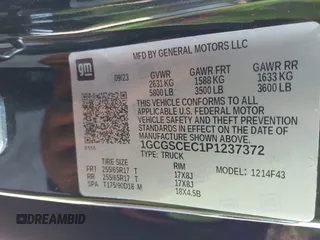 MFD BY GENERAL MOTORS LLC
gm
09/23
GVWR GAWR FRT GAWR RR
2631 KG 1588 KG 1633 KG
5800 LB 3500 LB 3600 LB
THIS VEHICLE CONFORMS TO ALL
APPLICABLE U.S. FEDERAL MOTOR
VEHICLE SAFETY, BUMPER, AND
THEFT PREVENTION STANDARDS IN
EFFECT ON THE DATE OF
MANUFACTURE SHOWN ABOVE.
1GCGSCEC1P1237372
TYPE: TRUCK
MODEL: 1214F43
TIRE SIZE RIM
FRT 255/65R17 T 17X8J
RR 255/65R17 T 17X8J
SPA T175/90D18 M 18X4.5B
DREAMBID